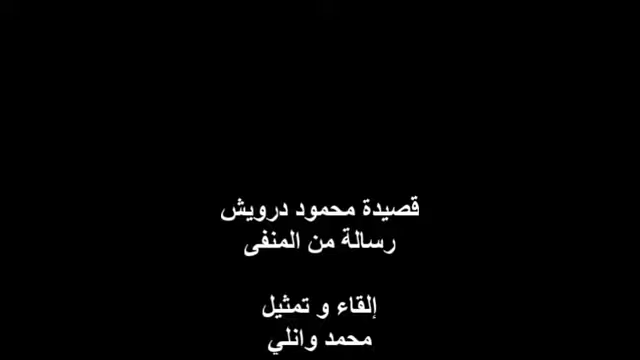 قصيدة محمود درويش
رسالة من المنفى
إلقاء و تمثيل
محمد وانلي